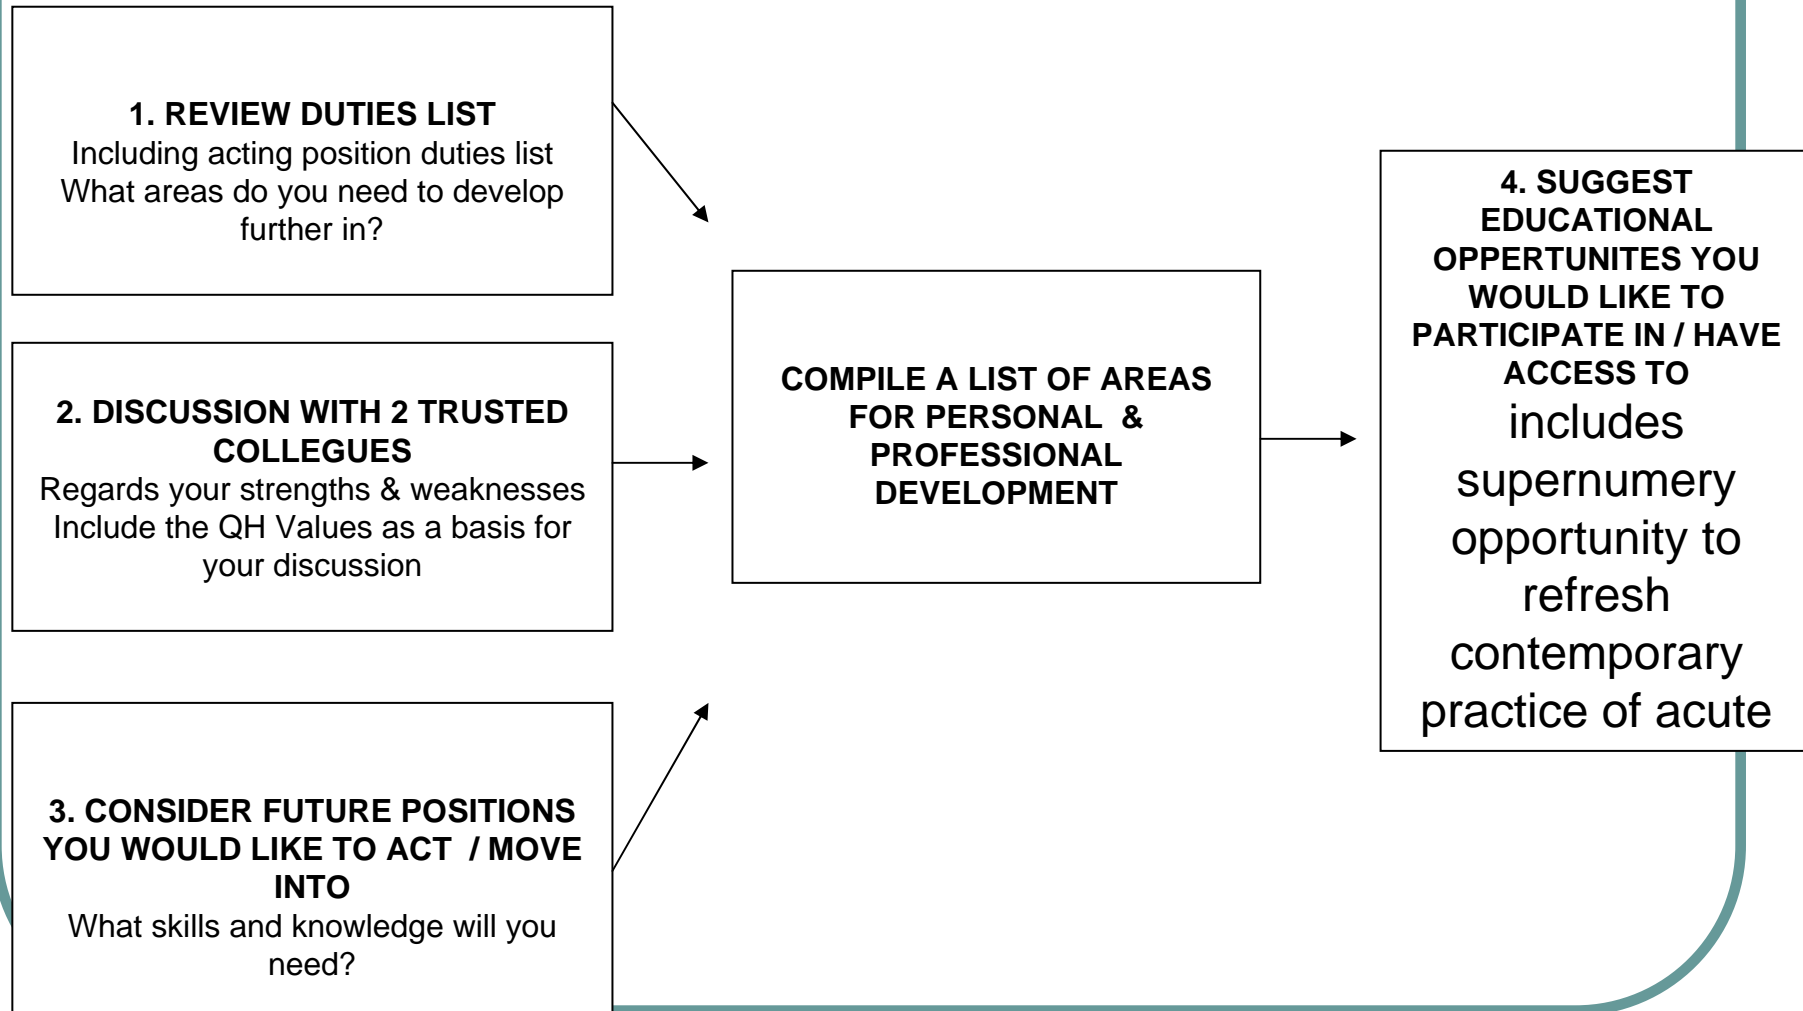 1. REVIEW DUTIES LIST
Including acting position duties list
What areas do you need to develop
further in?
2. DISCUSSION WITH 2 TRUSTED
COLLEGUES
Regards your strengths & weaknesses
Include the QH Values as a basis for
your discussion
3. CONSIDER FUTURE POSITIONS
YOU WOULD LIKE TO ACT / MOVE
INTO
What skills and knowledge will you
need?
COMPILE A LIST OF AREAS
FOR PERSONAL &
PROFESSIONAL
DEVELOPMENT
4. SUGGEST
EDUCATIONAL
OPPERTUNITES YOU
WOULD LIKE TO
PARTICIPATE IN / HAVE
ACCESS TO
includes
supernumery
opportunity to
refresh
contemporary
practice of acute